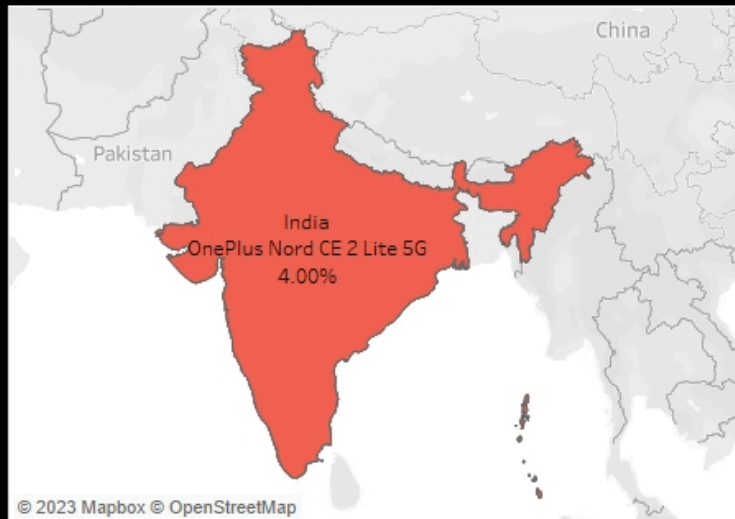 China
Pakistan
India
OnePlus Nord CE 2 Lite 5G
4.00%
© 2023 Mapbox © OpenStreetMap